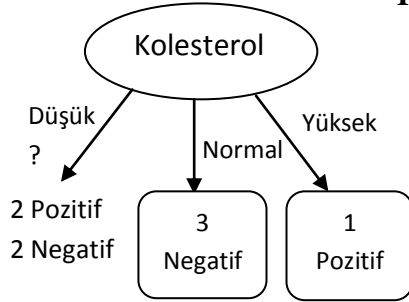 Kolesterol
Düşük
?
Normal
Yüksek
2 Pozitif
2 Negatif
3
Negatif
1
Pozitif